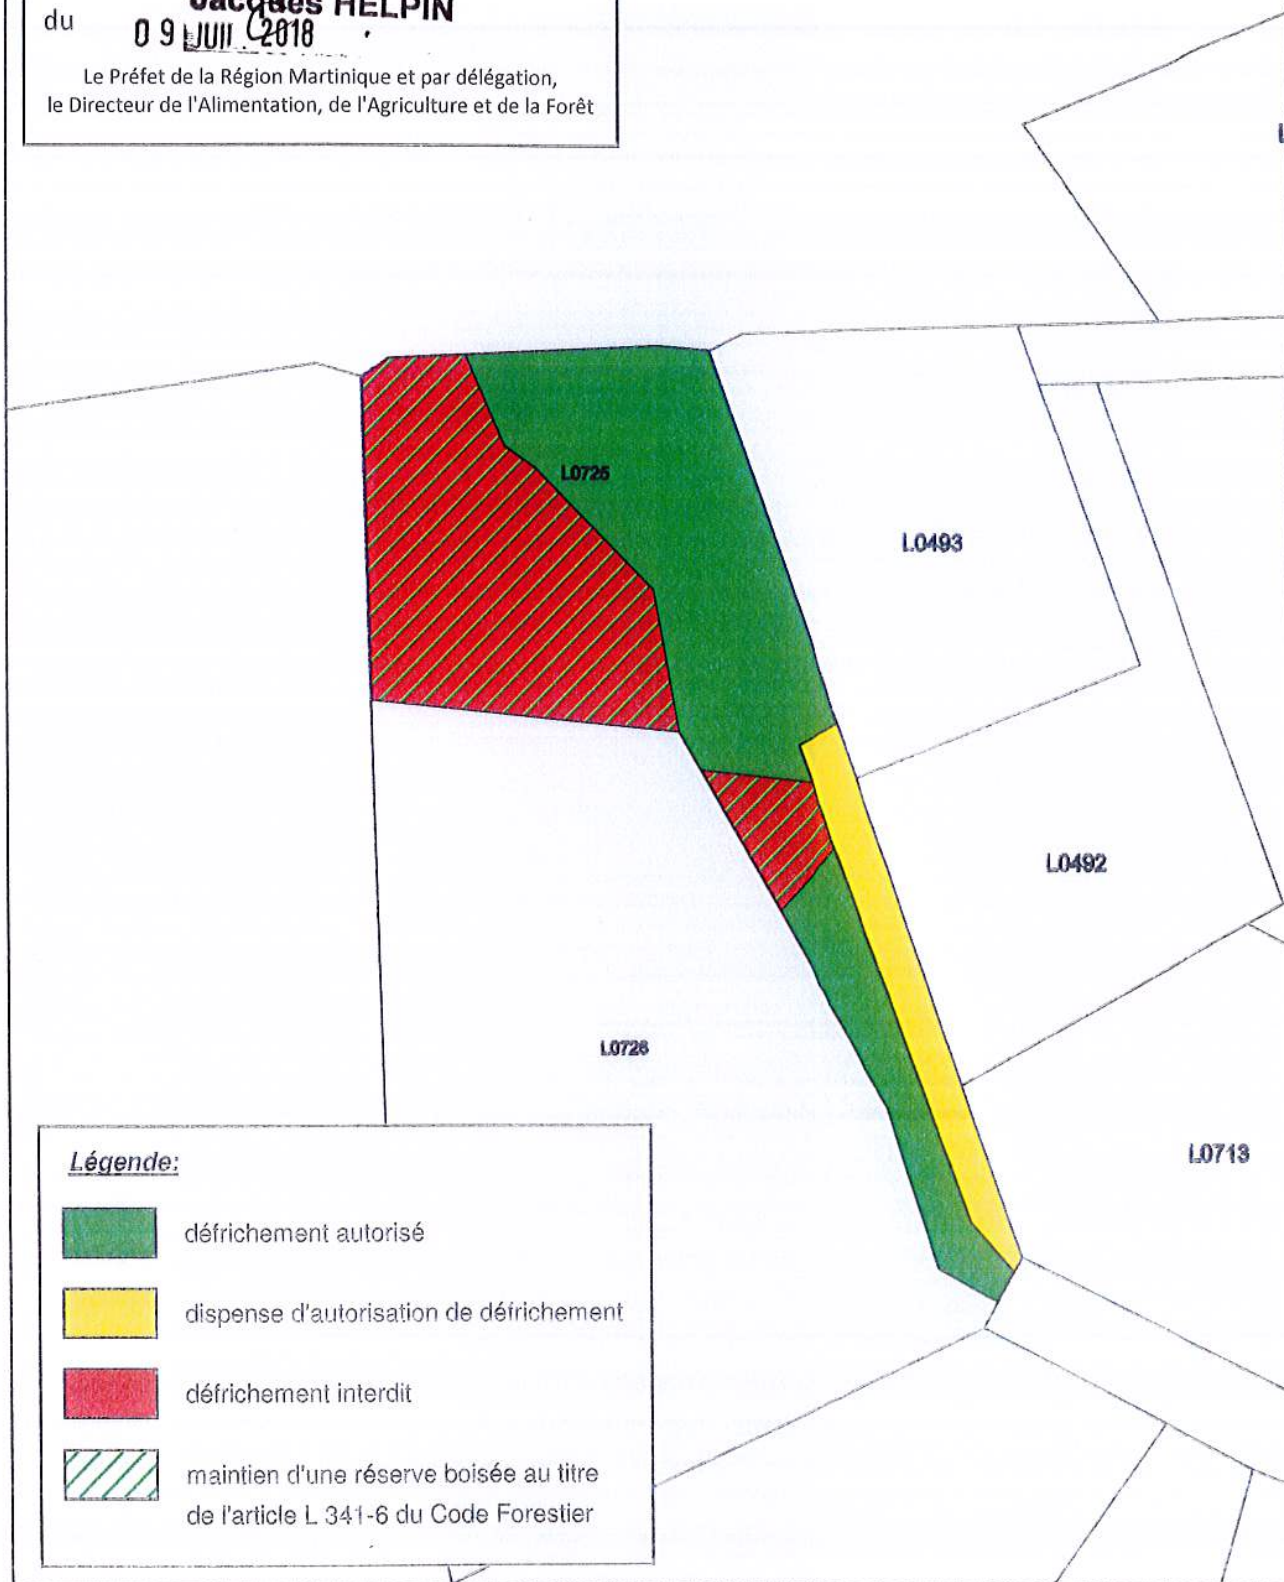 Jacques HELPIN
du 09 JUIL. 2018
Le Préfet de la Région Martinique et par délégation,
le Directeur de l'Alimentation, de l'Agriculture et de la Forêt
L0725
L0493
L0492
L0726
L0713
Légende:
défrichement autorisé
dispense d'autorisation de défrichement
défrichement interdit
maintien d'une réserve boisée au titre
de l'article L 341-6 du Code Forestier